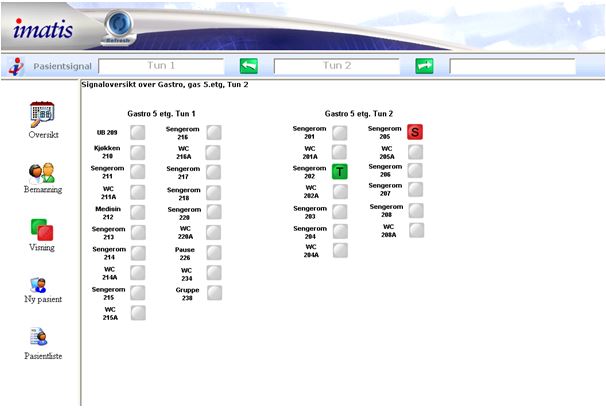 imatis
Refresh
Pasientsignal
Tun 1
Tun 2
Signaloversikt over Gastro, gas 5.etg, Tun 2
Oversikt
Bemanning
Visning
Ny pasient
Pasientliste
Gastro 5 etg. Tun 1
UB 209
Sengerom
216
Kjøkken
210
WC
216A
Sengerom
211
Sengerom
217
WC
211A
Sengerom
218
Medisin
212
Sengerom
220
Sengerom
213
WC
220A
Sengerom
214
Pause
226
WC
214A
WC
234
Sengerom
215
Gruppe
238
WC
215A
Gastro 5 etg. Tun 2
Sengerom
201
Sengerom
205
S
WC
201A
WC
205A
Sengerom
202
T
Sengerom
206
WC
202A
Sengerom
207
Sengerom
203
Sengerom
208
Sengerom
204
WC
208A
WC
204A